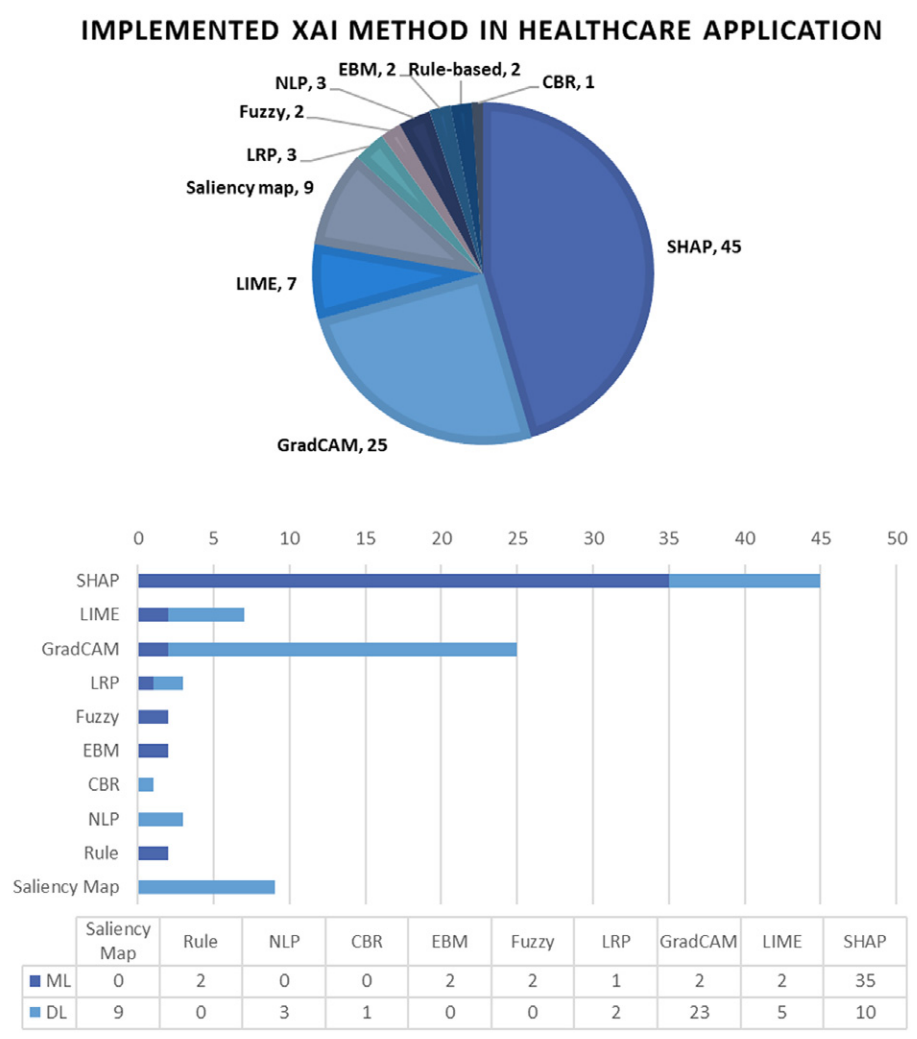 IMPLEMENTED XAI METHOD IN HEALTHCARE APPLICATION
EBM, 2
Rule-based, 2
CBR, 1
NLP, 3
Fuzzy, 2
LRP, 3
Saliency map, 9
SHAP, 45
LIME, 7
GradCAM, 25
0 5 10 15 20 25 30 35 40 45 50
SHAP
LIME
GradCAM
LRP
Fuzzy
EBM
CBR
NLP
Rule
Saliency Map
Saliency Map Rule NLP CBR EBM Fuzzy LRP GradCAM LIME SHAP
ML 0 2 0 0 2 2 1 2 2 35
DL 9 0 3 1 0 0 2 23 5 10